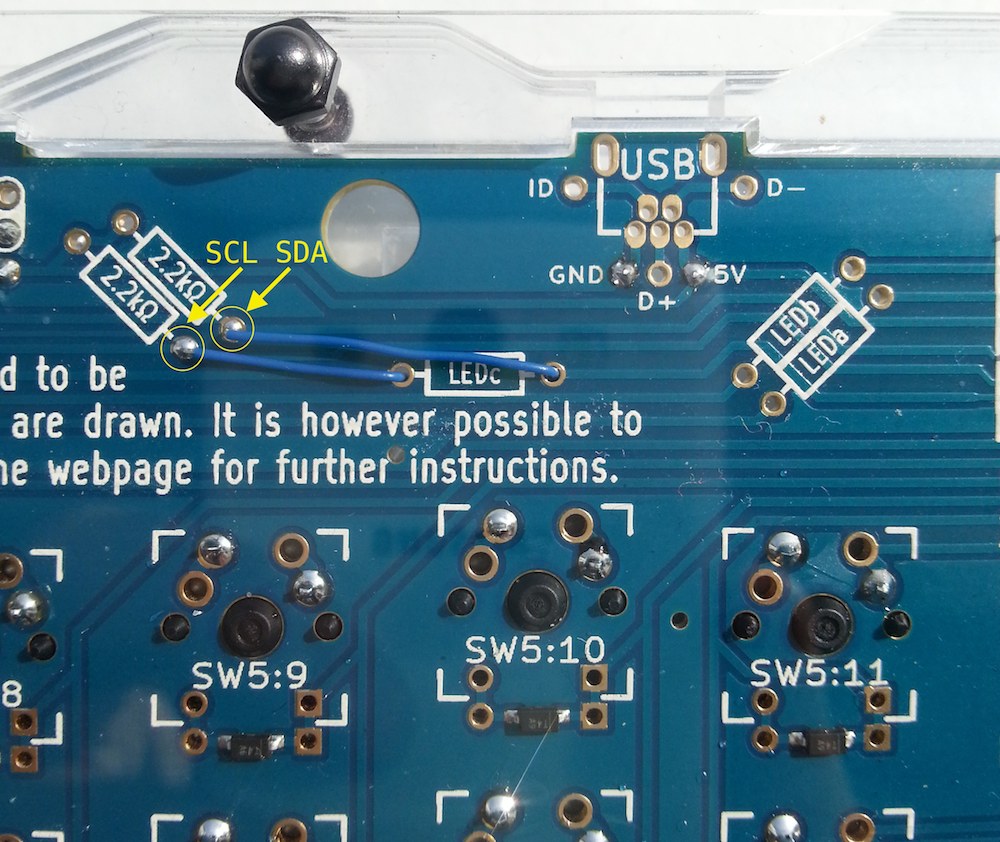 USB
ID
D-
SCL SDA
2.2kΩ
2.2kΩ
GND
5V
D+
LEDb
LEDa
LEDc
d to be
are drawn. It is however possible to
ne webpage for further instructions.
SW5:9
SW5:10
SW5:11
8